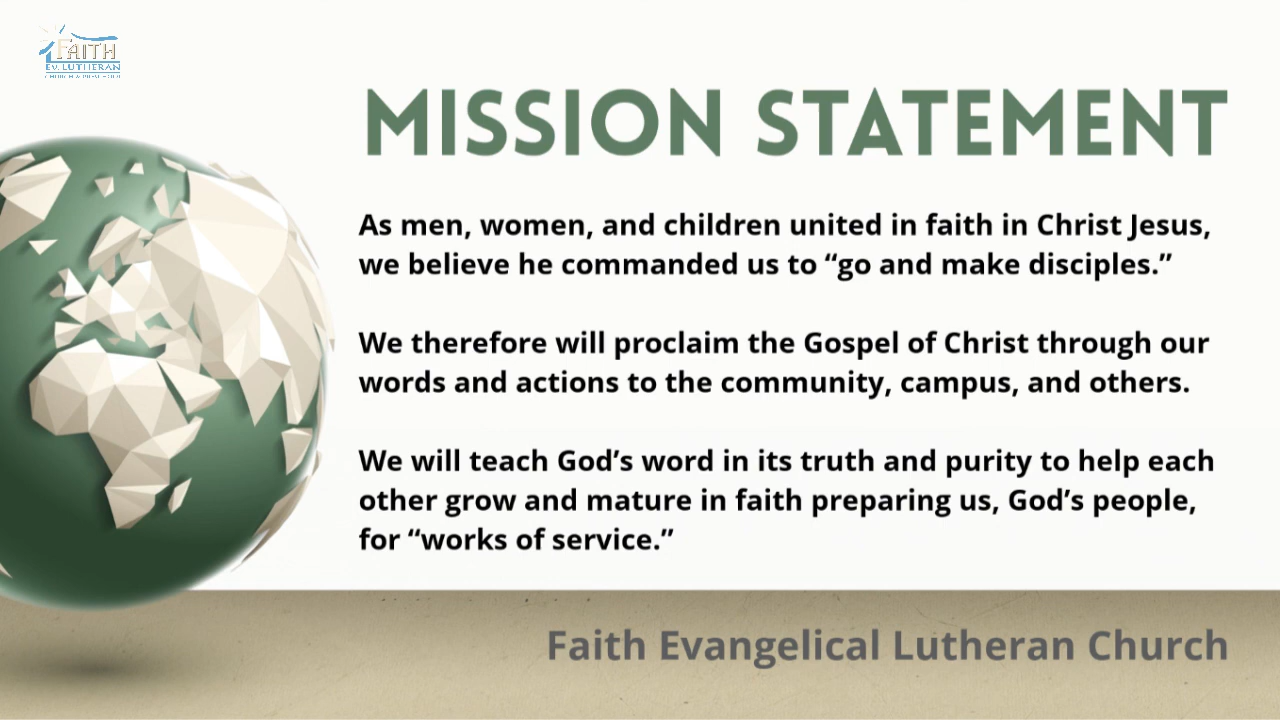 FAITH
EV. LUTHERAN
CHURCH & PRESCHOOL
MISSION STATEMENT
As men, women, and children united in faith in Christ Jesus,
we believe he commanded us to “go and make disciples.”
We therefore will proclaim the Gospel of Christ through our
words and actions to the community, campus, and others.
We will teach God’s word in its truth and purity to help each
other grow and mature in faith preparing us, God’s people,
for “works of service.”
Faith Evangelical Lutheran Church